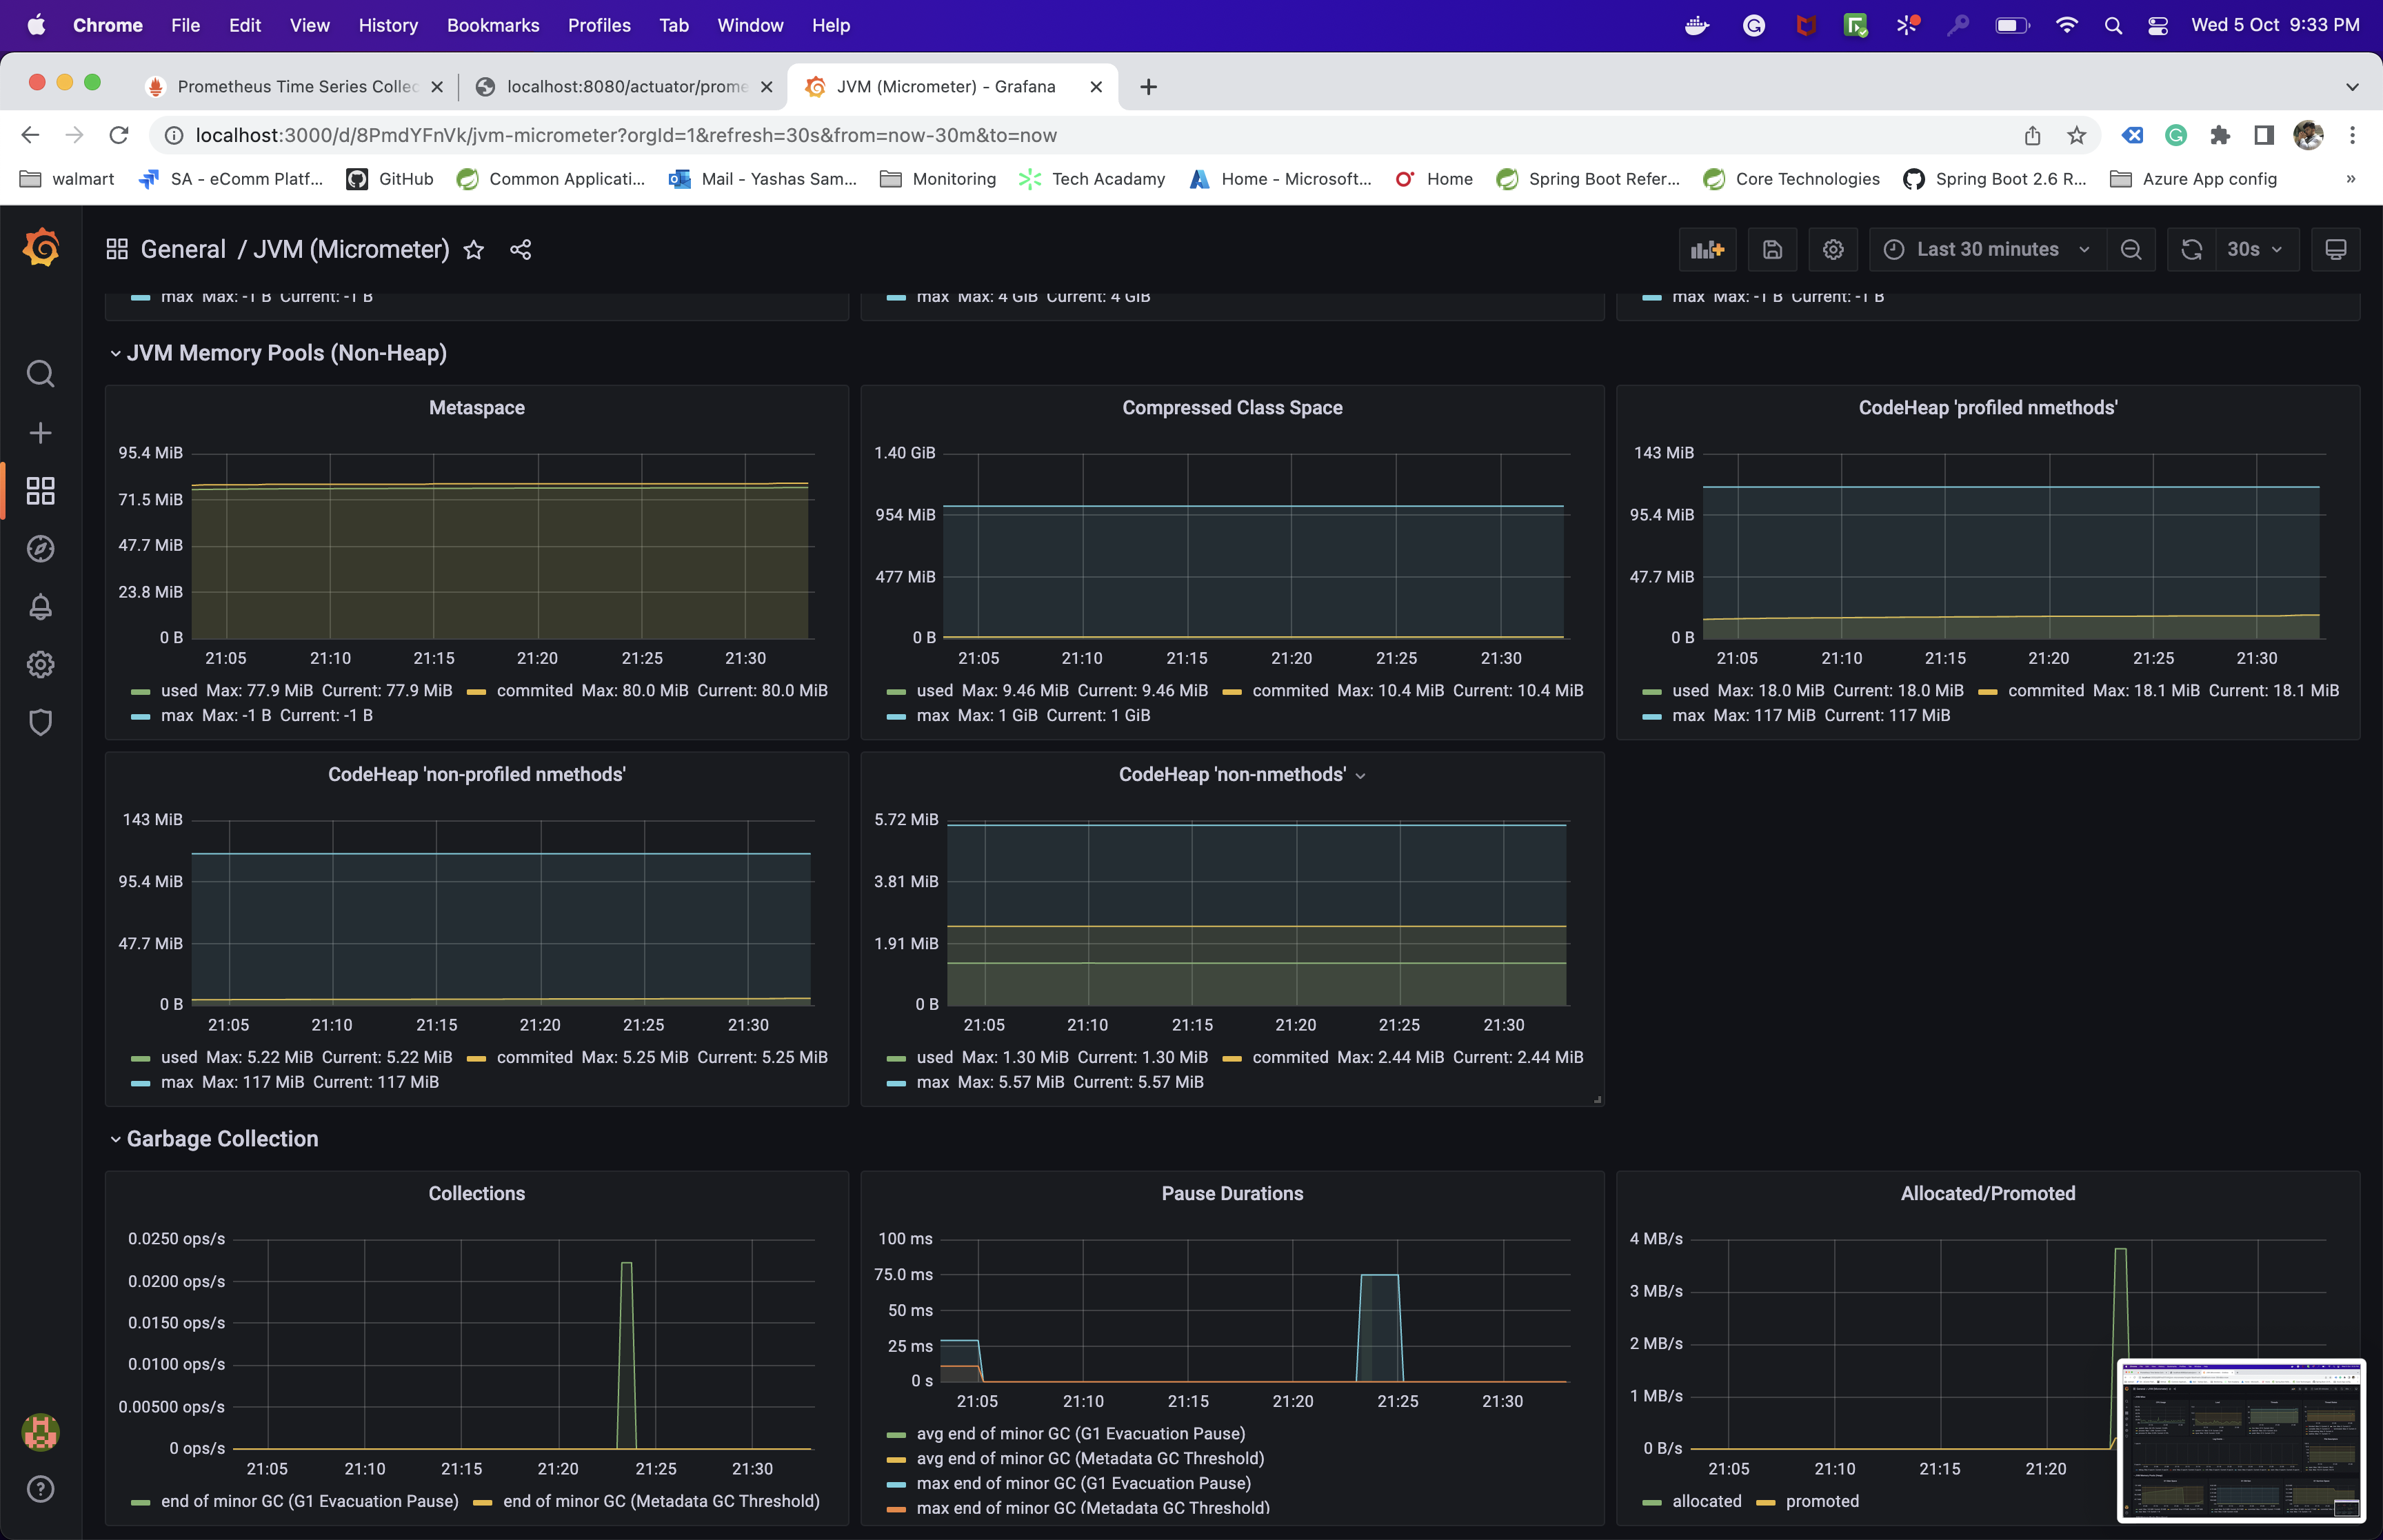 Chrome File Edit View History Bookmarks Profiles Tab Window Help Wed 5 Oct 9:33 PM
Prometheus Time Series Collec localhost:8080/actuator/prome JVM (Micrometer) - Grafana
localhost:3000/d/8PmdYFnVk/jvm-micrometer?orgId=1&refresh=30s&from=now-30m&to=now
walmart SA - eComm Platf... GitHub Common Applicati... Mail - Yashas Sam... Monitoring Tech Acadamy Home - Microsoft... Home Spring Boot Refer... Core Technologies Spring Boot 2.6 R... Azure App config »
General / JVM (Micrometer) Last 30 minutes 30s
max Max: -1 B Current: -1 B max Max: 4 GiB Current: 4 GiB max Max: -1 B Current: -1 B
JVM Memory Pools (Non-Heap)
Metaspace
95.4 MiB
71.5 MiB
47.7 MiB
23.8 MiB
0 B
21:05 21:10 21:15 21:20 21:25 21:30
used Max: 77.9 MiB Current: 77.9 MiB commited Max: 80.0 MiB Current: 80.0 MiB
max Max: -1 B Current: -1 B
Compressed Class Space
1.40 GiB
954 MiB
477 MiB
0 B
21:05 21:10 21:15 21:20 21:25 21:30
used Max: 9.46 MiB Current: 9.46 MiB commited Max: 10.4 MiB Current: 10.4 MiB
max Max: 1 GiB Current: 1 GiB
CodeHeap 'profiled nmethods'
143 MiB
95.4 MiB
47.7 MiB
0 B
21:05 21:10 21:15 21:20 21:25 21:30
used Max: 18.0 MiB Current: 18.0 MiB commited Max: 18.1 MiB Current: 18.1 MiB
max Max: 117 MiB Current: 117 MiB
CodeHeap 'non-profiled nmethods'
143 MiB
95.4 MiB
47.7 MiB
0 B
21:05 21:10 21:15 21:20 21:25 21:30
used Max: 5.22 MiB Current: 5.22 MiB commited Max: 5.25 MiB Current: 5.25 MiB
max Max: 117 MiB Current: 117 MiB
CodeHeap 'non-nmethods'
5.72 MiB
3.81 MiB
1.91 MiB
0 B
21:05 21:10 21:15 21:20 21:25 21:30
used Max: 1.30 MiB Current: 1.30 MiB commited Max: 2.44 MiB Current: 2.44 MiB
max Max: 5.57 MiB Current: 5.57 MiB
Garbage Collection
Collections
0.0250 ops/s
0.0200 ops/s
0.0150 ops/s
0.0100 ops/s
0.00500 ops/s
0 ops/s
21:05 21:10 21:15 21:20 21:25 21:30
end of minor GC (G1 Evacuation Pause) end of minor GC (Metadata GC Threshold)
Pause Durations
100 ms
75.0 ms
50 ms
25 ms
0 s
21:05 21:10 21:15 21:20 21:25 21:30
avg end of minor GC (G1 Evacuation Pause)
avg end of minor GC (Metadata GC Threshold)
max end of minor GC (G1 Evacuation Pause)
max end of minor GC (Metadata GC Threshold)
Allocated/Promoted
4 MB/s
3 MB/s
2 MB/s
1 MB/s
0 B/s
21:05 21:10 21:15 21:20
allocated promoted